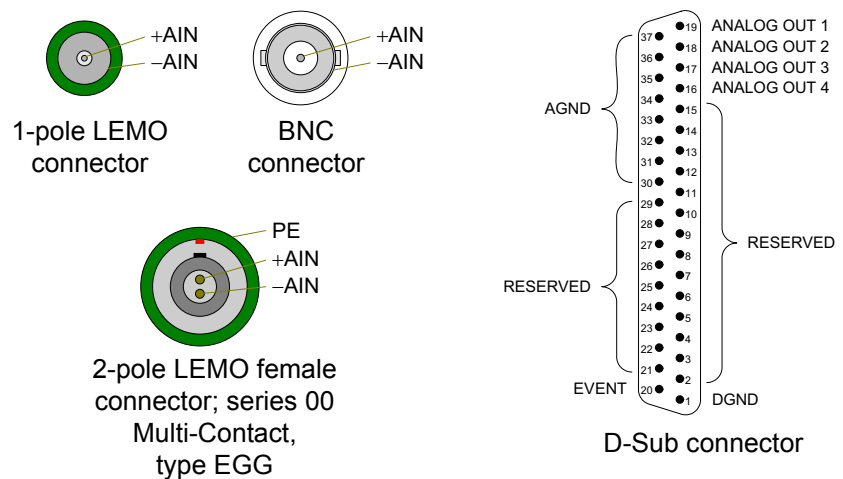 +AIN
−AIN
1-pole LEMO
connector
+AIN
−AIN
BNC
connector
PE
+AIN
−AIN
2-pole LEMO female
connector; series 00
Multi-Contact,
type EGG
19 ANALOG OUT 1
37
18 ANALOG OUT 2
36
17 ANALOG OUT 3
35
16 ANALOG OUT 4
34
AGND
15
33
14
32
13
31
12
30
11
29
10
28
9
27
RESERVED
8
26
7
25
RESERVED
6
24
5
23
4
22
3
21
2
EVENT 20
1 DGND
D-Sub connector